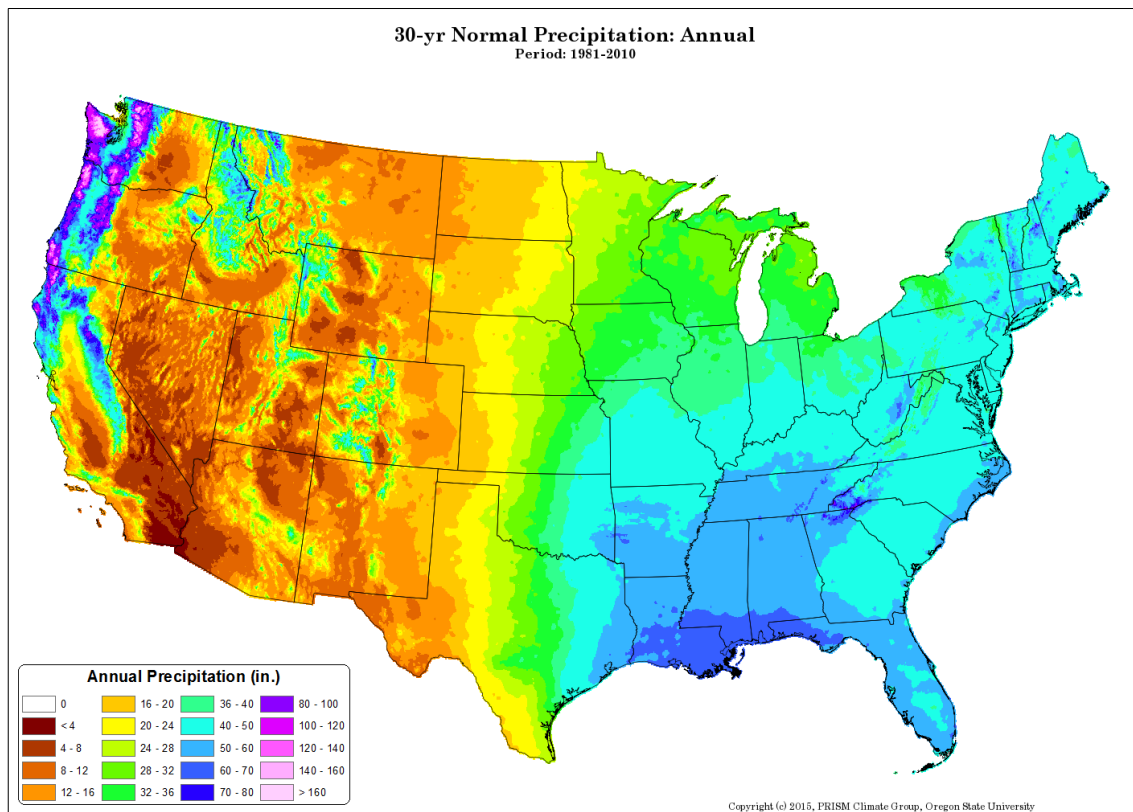 30-yr Normal Precipitation: Annual
Period: 1981-2010
Annual Precipitation (in.)
0
< 4
4 - 8
8 - 12
12 - 16
16 - 20
20 - 24
24 - 28
28 - 32
32 - 36
36 - 40
40 - 50
50 - 60
60 - 70
70 - 80
80 - 100
100 - 120
120 - 140
140 - 160
> 160
Copyright (c) 2015, PRISM Climate Group, Oregon State University